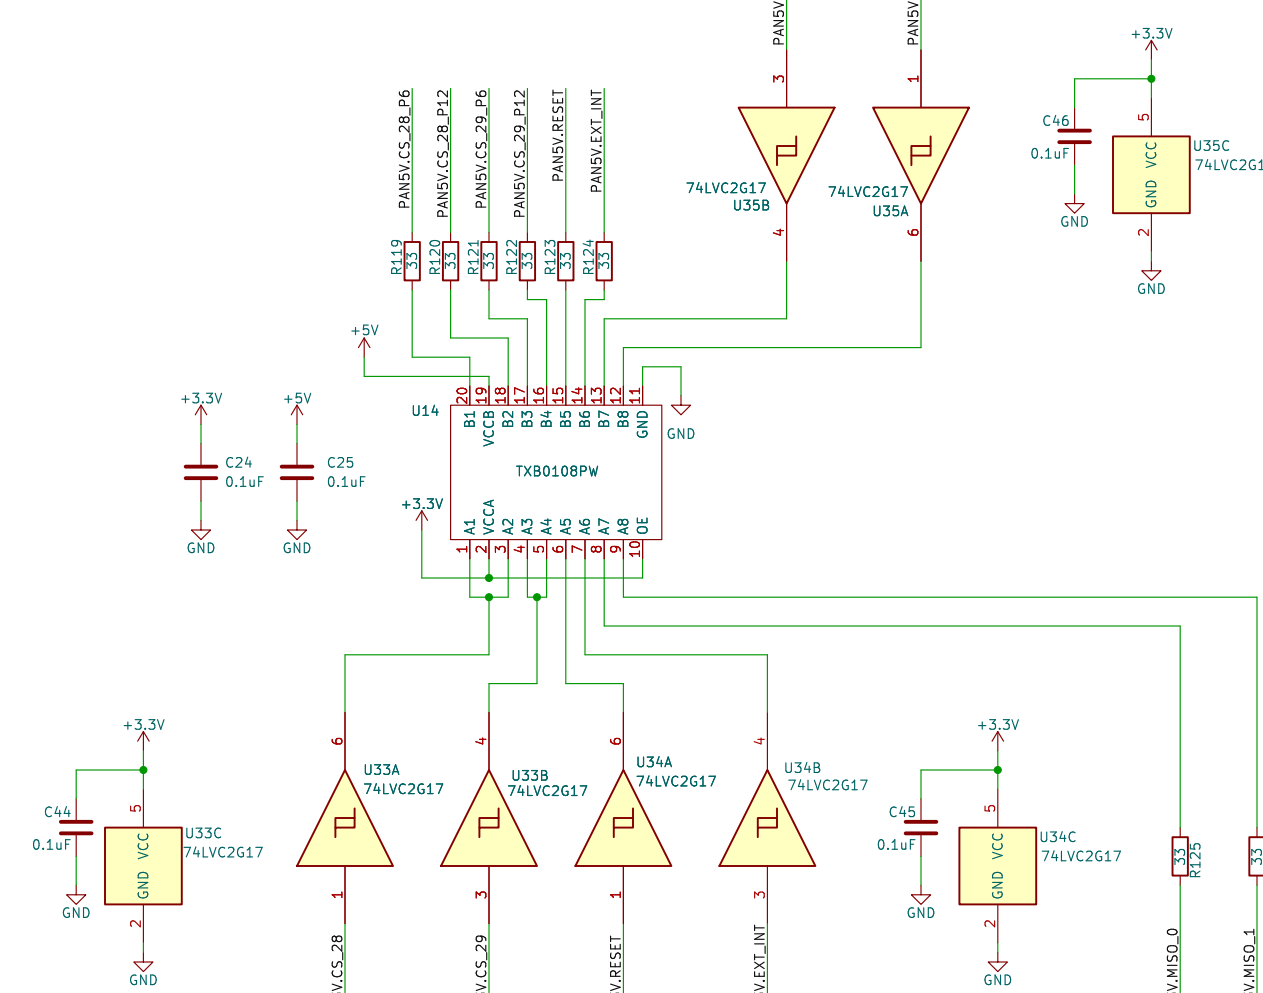 PAN5V
PAN5V
+3.3V
3
1
5
C46
0.1uF
VCC
GND
U35C
74LVC2G1
2
GND
GND
PAN5V.CS_28_P6
PAN5V.CS_28_P12
PAN5V.CS_29_P6
PAN5V.CS_29_P12
PAN5V.RESET
PAN5V.EXT_INT
74LVC2G17
U35B
74LVC2G17
U35A
4
6
R119
33
R120
33
R121
33
R122
33
R123
33
R124
33
+5V
20
19
18
17
16
15
14
13
12
11
U14
B1
VCCB
B2
B3
B4
B5
B6
B7
B8
GND
GND
TXB0108PW
+3.3V
C24
0.1uF
GND
+5V
C25
0.1uF
GND
+3.3V
A1
VCCA
A2
A3
A4
A5
A6
A7
A8
OE
1
2
3
4
5
6
7
8
9
10
+3.3V
5
C44
0.1uF
VCC
GND
U33C
74LVC2G17
2
GND
GND
6
U33A
74LVC2G17
1
V.CS_28
4
U33B
74LVC2G17
3
V.CS_29
6
U34A
74LVC2G17
1
V.RESET
4
U34B
74LVC2G17
3
V.EXT_INT
+3.3V
5
C45
0.1uF
VCC
GND
U34C
74LVC2G17
2
GND
GND
33
R125
V.MISO_0
33
V.MISO_1